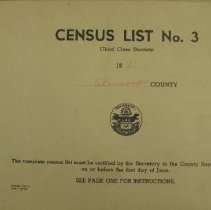 CENSUS LIST No. 3
(Third Class Districts)
19
COUNTY
The complete census list must be certified by the Secretary to the County
on or before the first day of June.
SEE PAGE ONE FOR INSTRUCTIONS.